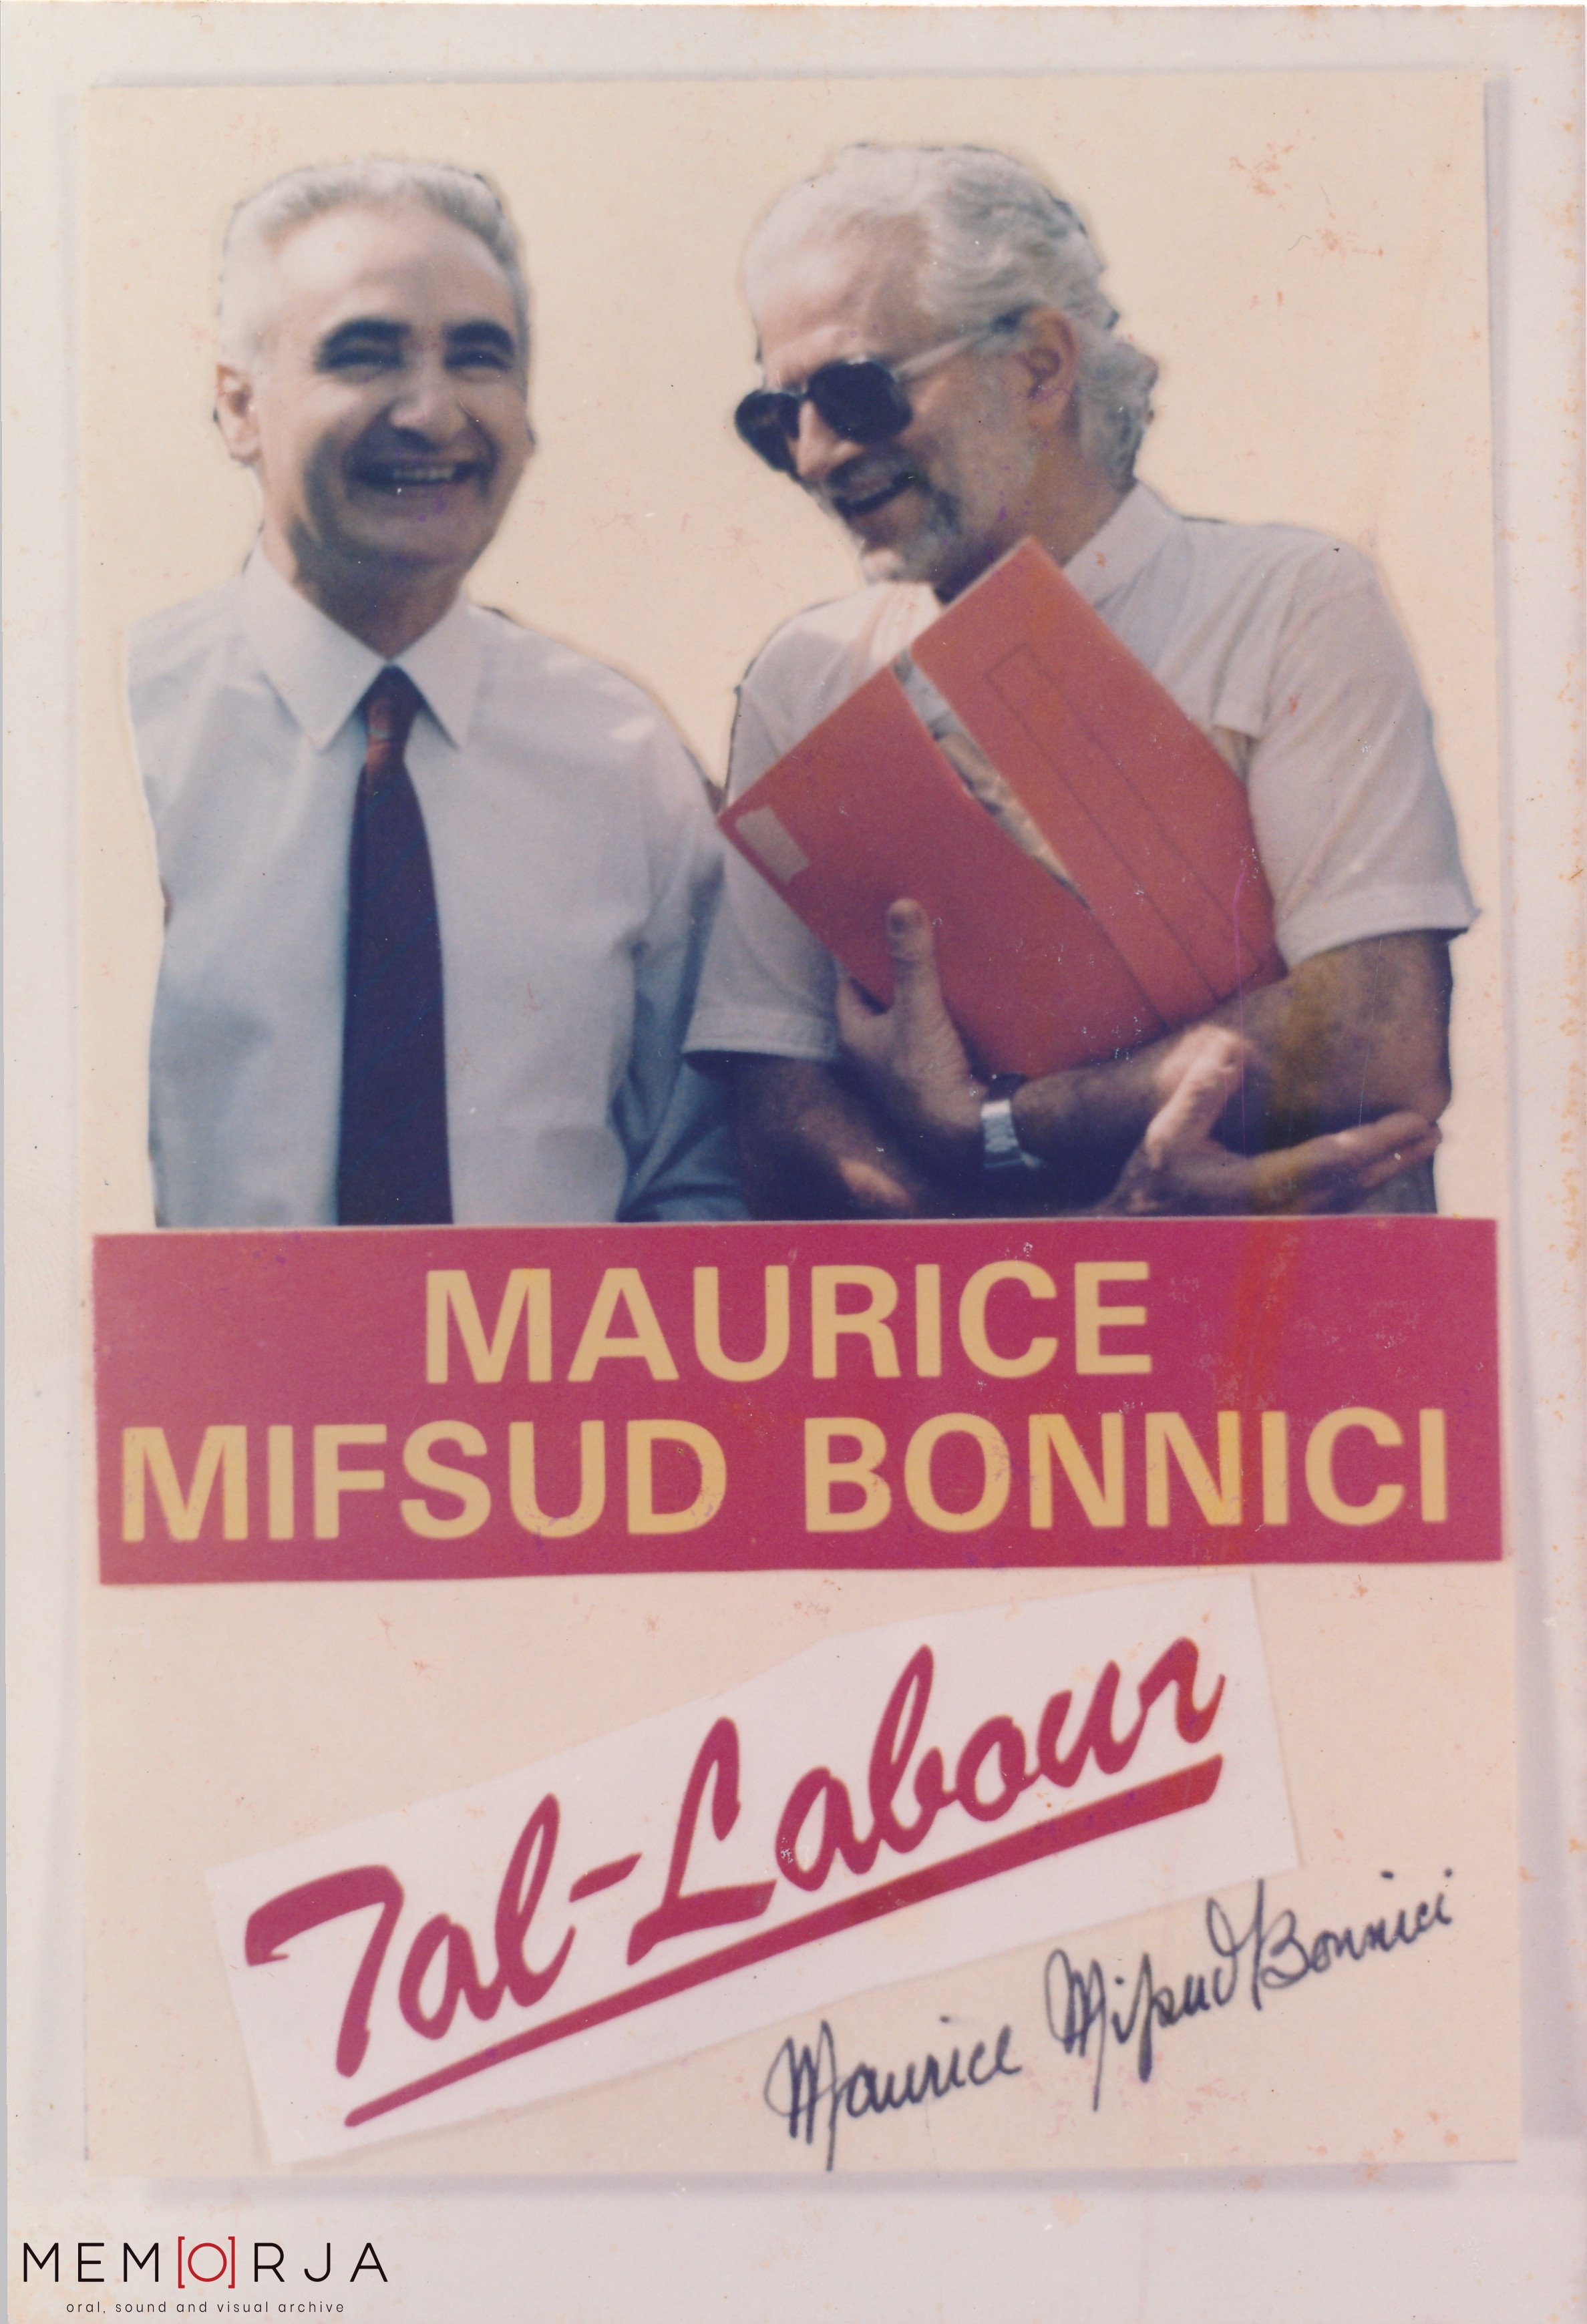 MAURICE
MIFSUD BONNICI
Tal-Labour
Maurice Mifsud Bonnici
MEM[O]RJA
oral, sound and visual archive